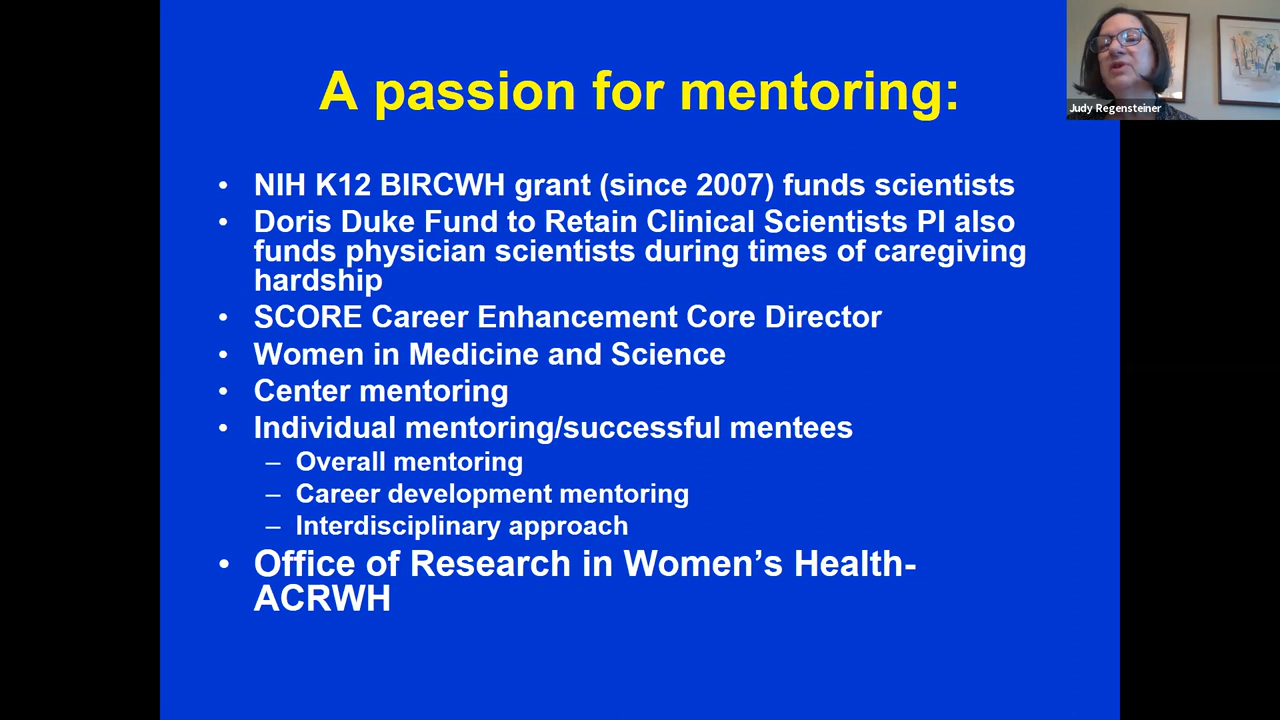 A passion for mentoring:
Judy Regensteiner
• NIH K12 BIRCWH grant (since 2007) funds scientists
• Doris Duke Fund to Retain Clinical Scientists PI also
funds physician scientists during times of caregiving
hardship
• SCORE Career Enhancement Core Director
• Women in Medicine and Science
• Center mentoring
• Individual mentoring/successful mentees
– Overall mentoring
– Career development mentoring
– Interdisciplinary approach
• Office of Research in Women’s Health-
ACRWH